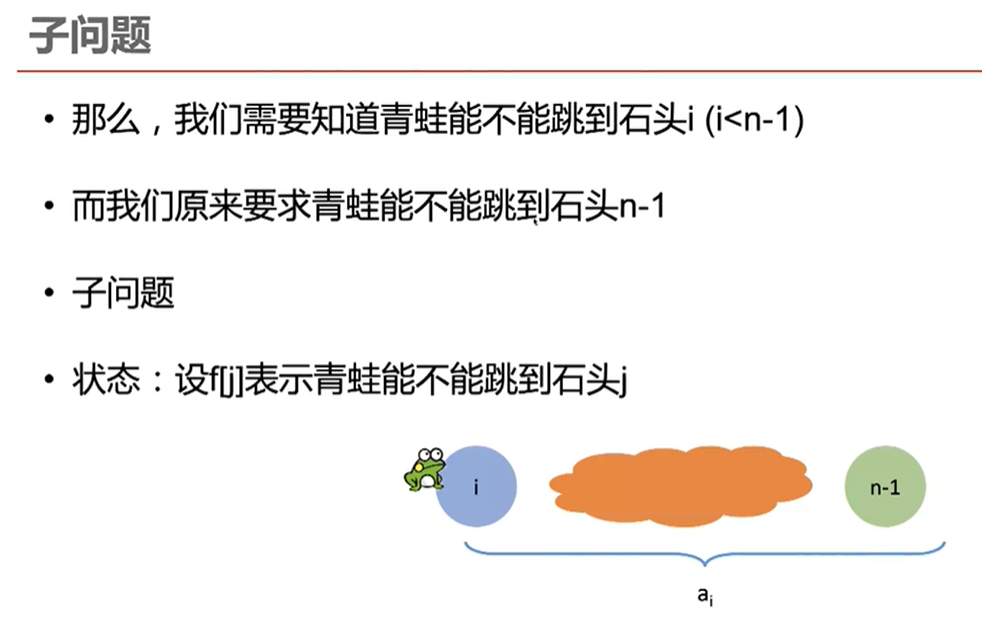 子问题
• 那么，我们需要知道青蛙能不能跳到石头i (i<n-1)
• 而我们原来要求青蛙能不能跳到石头n-1
• 子问题
• 状态：设f[j]表示青蛙能不能跳到石头j
i
n-1
ai